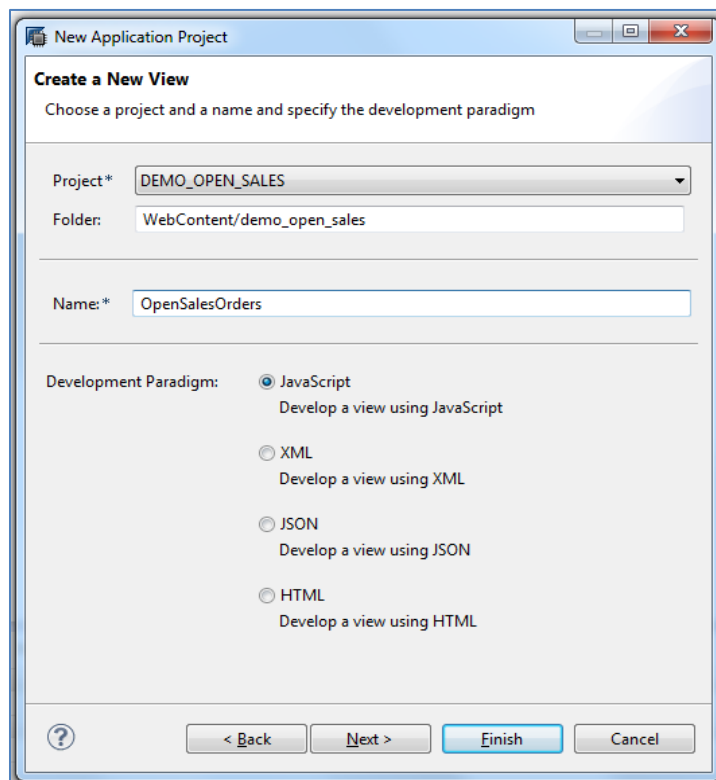 New Application Project
Create a New View
Choose a project and a name and specify the development paradigm
Project* DEMO_OPEN_SALES
Folder: WebContent/demo_open_sales
Name:* OpenSalesOrders
Development Paradigm: JavaScript
Develop a view using JavaScript
XML
Develop a view using XML
JSON
Develop a view using JSON
HTML
Develop a view using HTML
? < Back Next > Finish Cancel